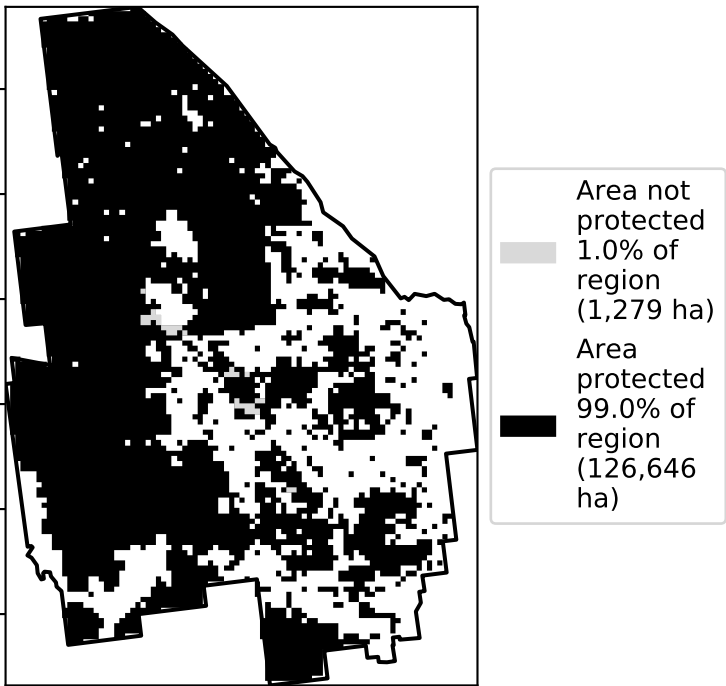 Area not
protected
1.0% of
region
(1,279 ha)
Area
protected
99.0% of
region
(126,646
ha)